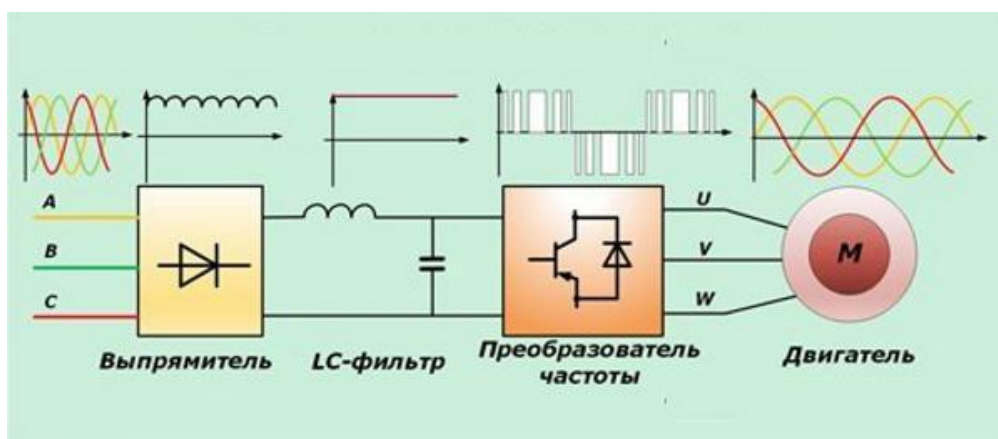 A
B
C
U
V
W
M
Выпрямитель
LC-фильтр
Преобразователь
частоты
Двигатель